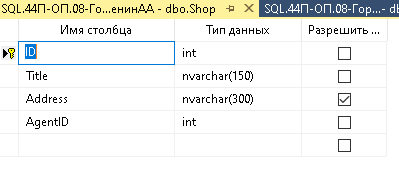 SQL.44П-ОП.08-Го...енинАА - dbo.Shop
SQL.44П-ОП.08-Гор... - db
Имя столбца Тип данных Разрешить ...
ID int
Title nvarchar(150)
Address nvarchar(300)
AgentID int